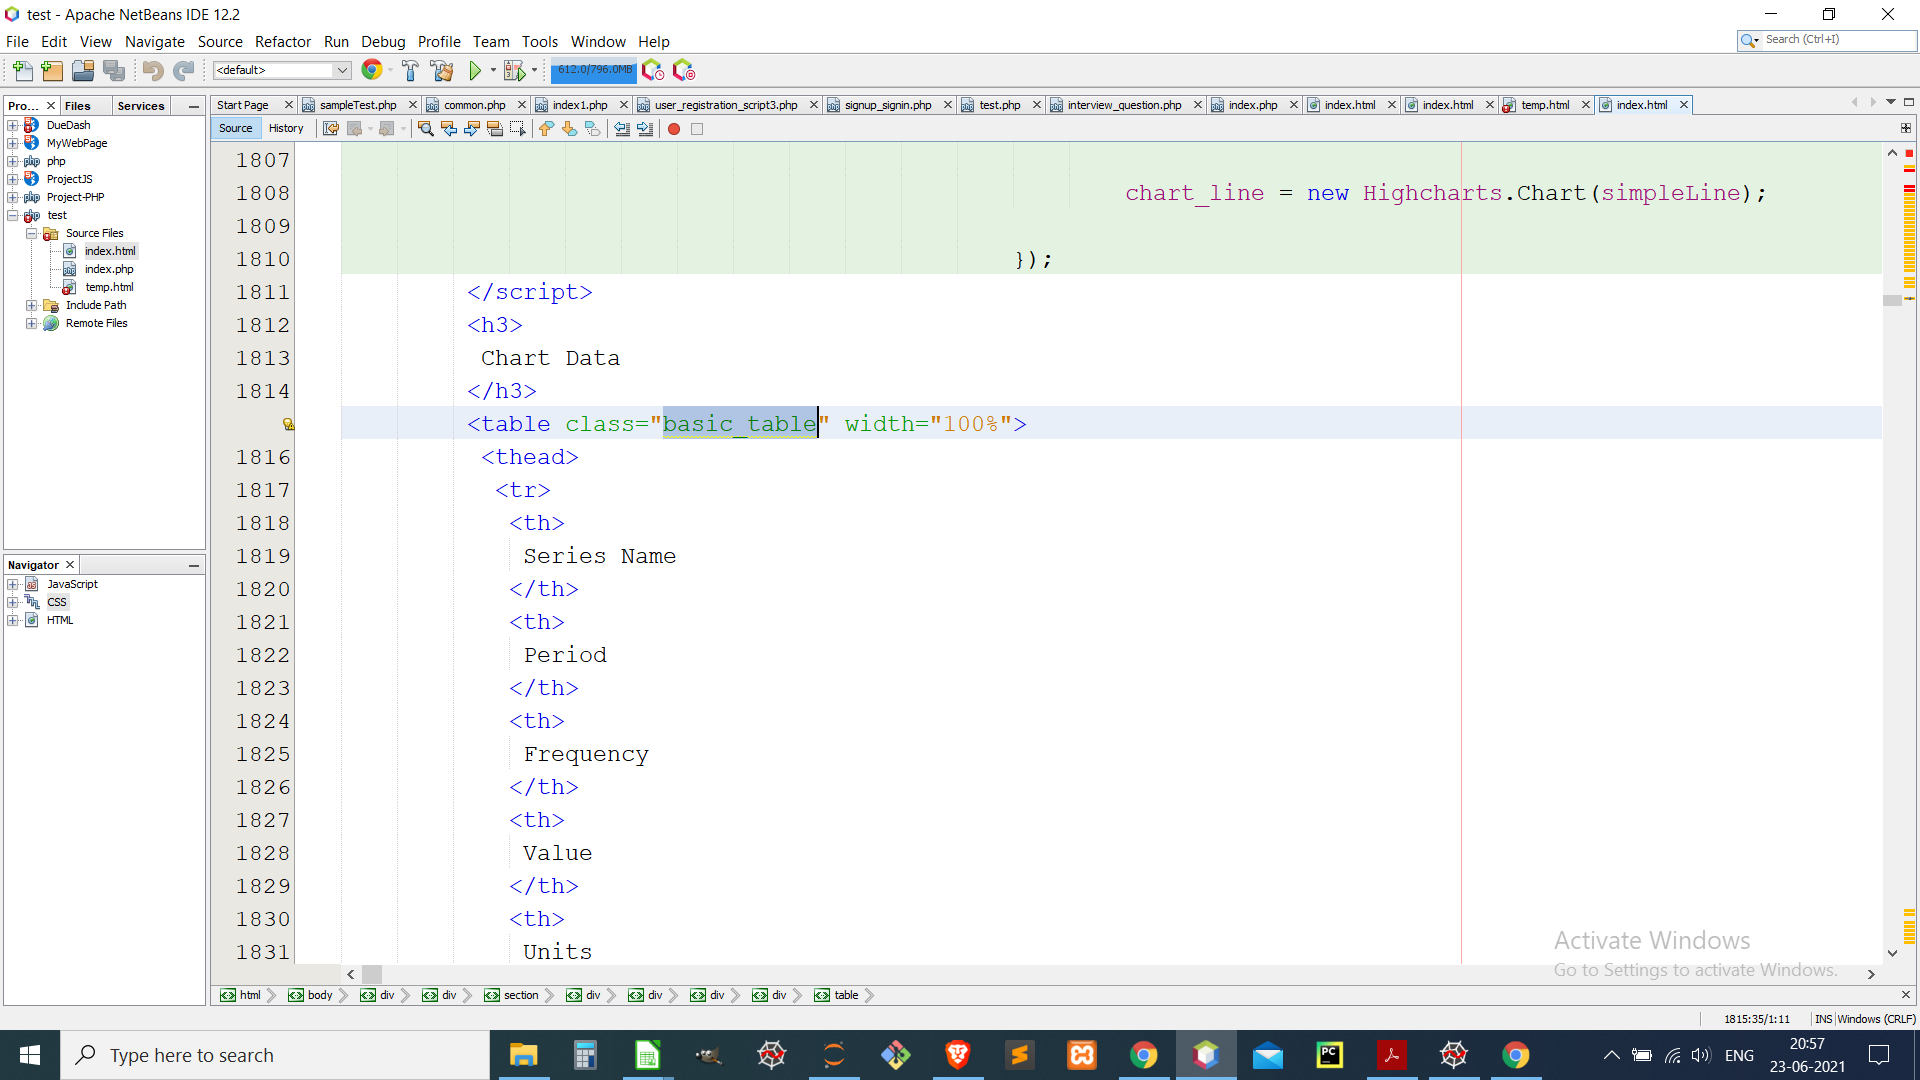 test - Apache NetBeans IDE 12.2
File Edit View Navigate Source Refactor Run Debug Profile Team Tools Window Help
Search (Ctrl+I)
<default>
612.0/796.0MB
Pro... Files Services
Start Page sampleTest.php common.php index1.php user_registration_script3.php signup_signin.php test.php interview_question.php index.php index.html index.html temp.html index.html
Source History
DueDash
MyWebPage
php
ProjectJS
Project-PHP
test
Source Files
index.html
index.php
temp.html
Include Path
Remote Files
Navigator
JavaScript
CSS
HTML
1807
1808 chart_line = new Highcharts.Chart(simpleLine);
1809
1810 });
1811 </script>
1812 <h3>
1813 Chart Data
1814 </h3>
<table class="basic_table" width="100%">
1816 <thead>
1817 <tr>
1818 <th>
1819 Series Name
1820 </th>
1821 <th>
1822 Period
1823 </th>
1824 <th>
1825 Frequency
1826 </th>
1827 <th>
1828 Value
1829 </th>
1830 <th>
1831 Units
Activate Windows
Go to Settings to activate Windows.
html body div div section div div div div table
1815:35/1:11 INS Windows (CRLF)
Type here to search
PC
ENG
20:57
23-06-2021